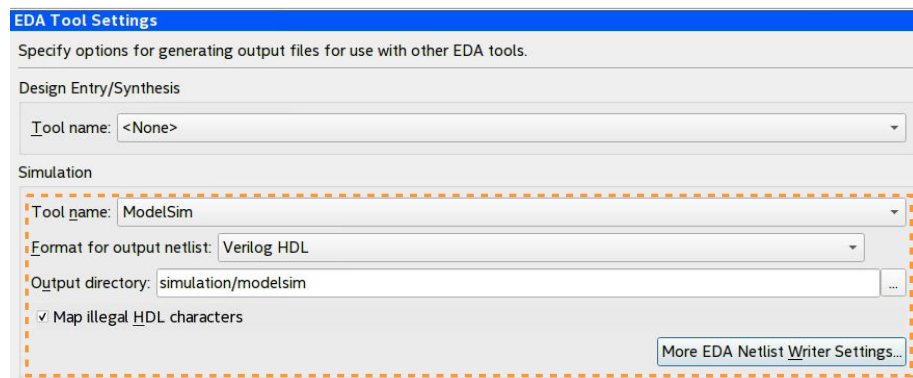 EDA Tool Settings
Specify options for generating output files for use with other EDA tools.
Design Entry/Synthesis
Tool name: <None>
Simulation
Tool name: ModelSim
Format for output netlist: Verilog HDL
Output directory: simulation/modelsim ...
Map illegal HDL characters
More EDA Netlist Writer Settings...